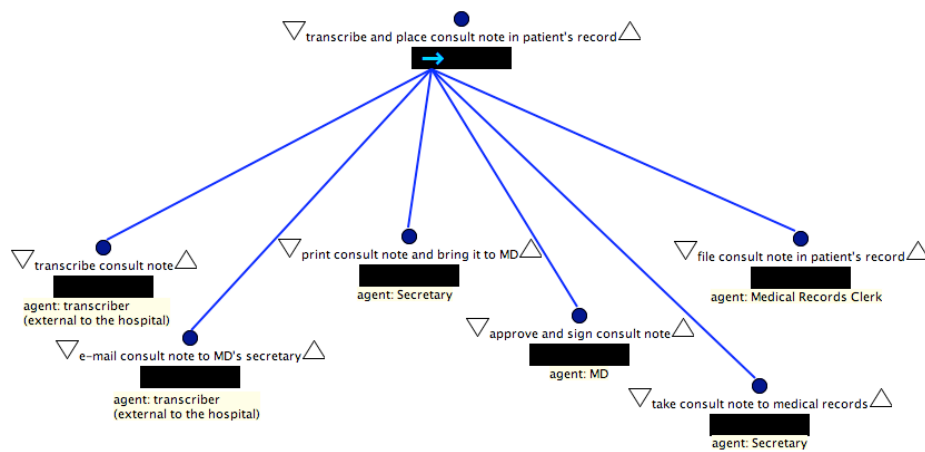 transcribe and place consult note in patient's record
transcribe consult note
agent: transcriber
(external to the hospital)
e-mail consult note to MD's secretary
agent: transcriber
(external to the hospital)
print consult note and bring it to MD
agent: Secretary
approve and sign consult note
agent: MD
take consult note to medical records
agent: Secretary
file consult note in patient's record
agent: Medical Records Clerk